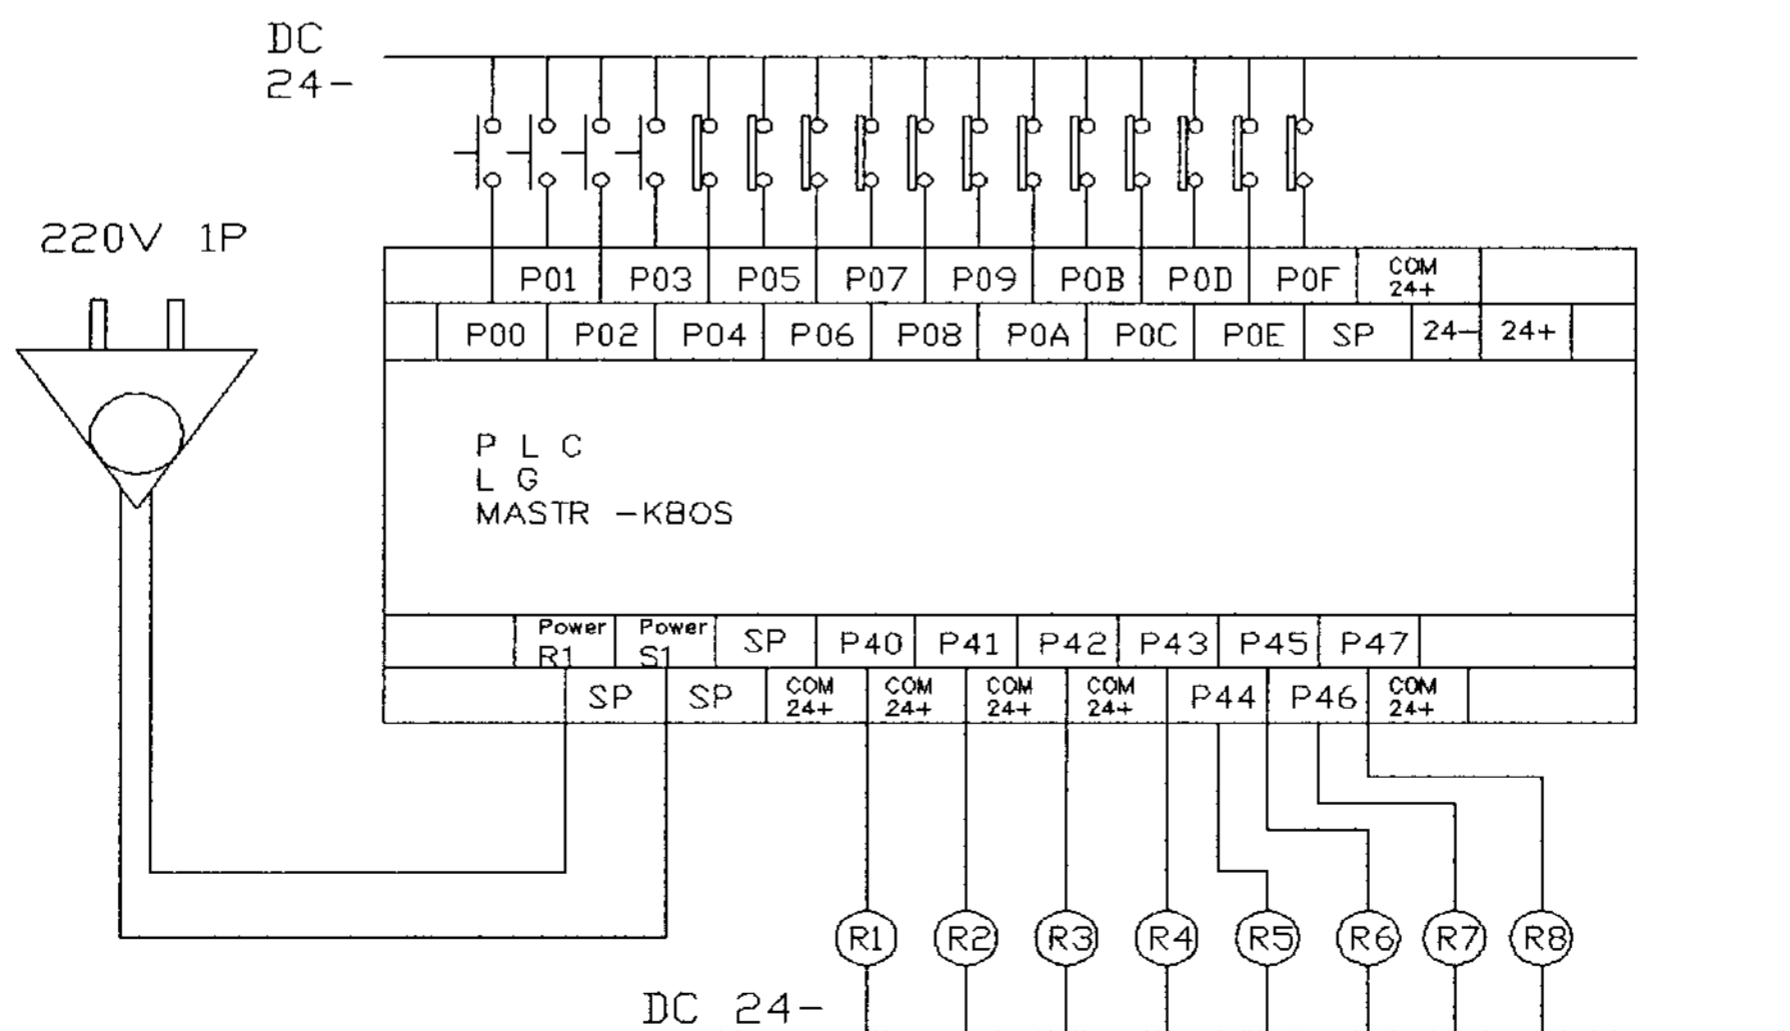 DC
24-
220V 1P
P01 P03 P05 P07 P09 P0B P0D P0F COM 24+
P00 P02 P04 P06 P08 P0A P0C P0E SP 24- 24+
P L C
L G
MASTR -K80S
Power R1 Power S1 SP P40 P41 P42 P43 P45 P47
SP SP COM 24+ COM 24+ COM 24+ COM 24+ P44 P46 COM 24+
R1 R2 R3 R4 R5 R6 R7 R8
DC 24-